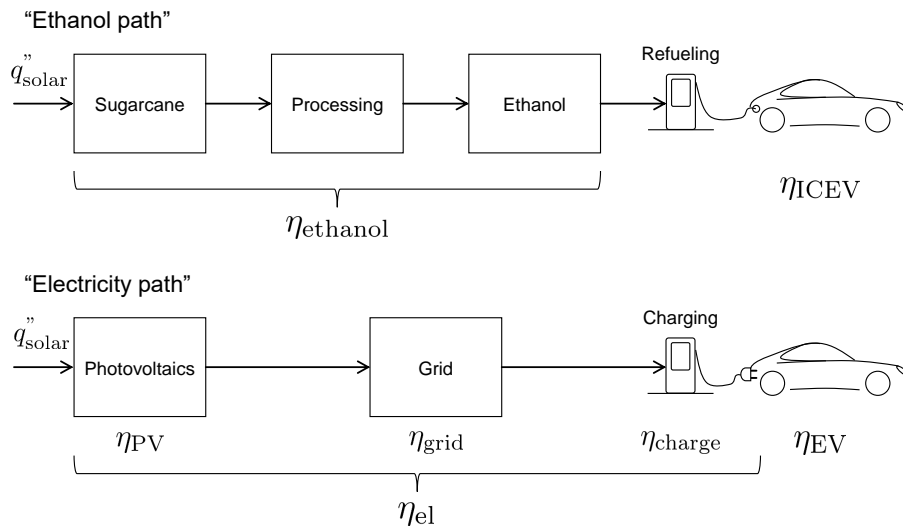 “Ethanol path”
q”solar
Sugarcane
Processing
Ethanol
Refueling
ηethanol
ηICEV
“Electricity path”
q”solar
Photovoltaics
Grid
Charging
ηPV
ηgrid
ηcharge
ηEV
ηel